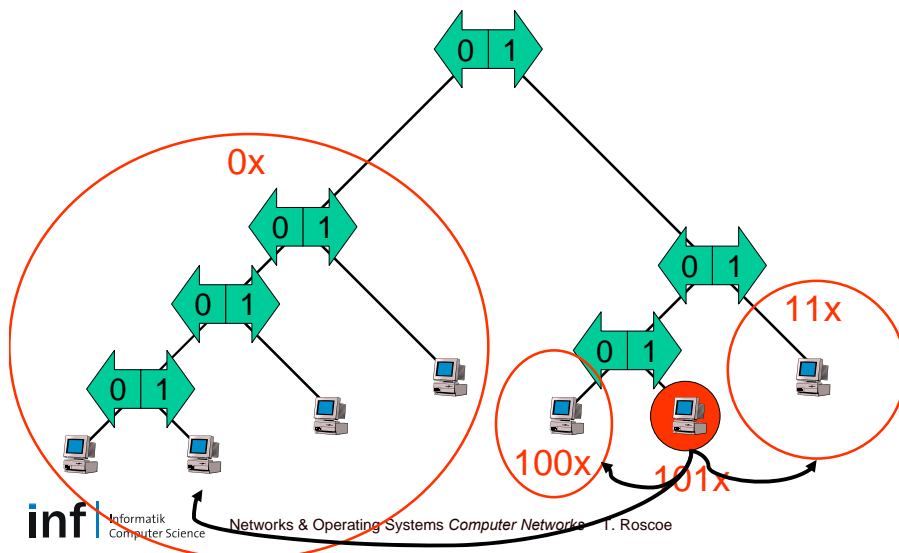 0 1
0x
0 1
0 1
0 1
11x
0 1
0 1
100x
101x
inf Informatik
Computer Science
Networks & Operating Systems Computer Networks T. Roscoe